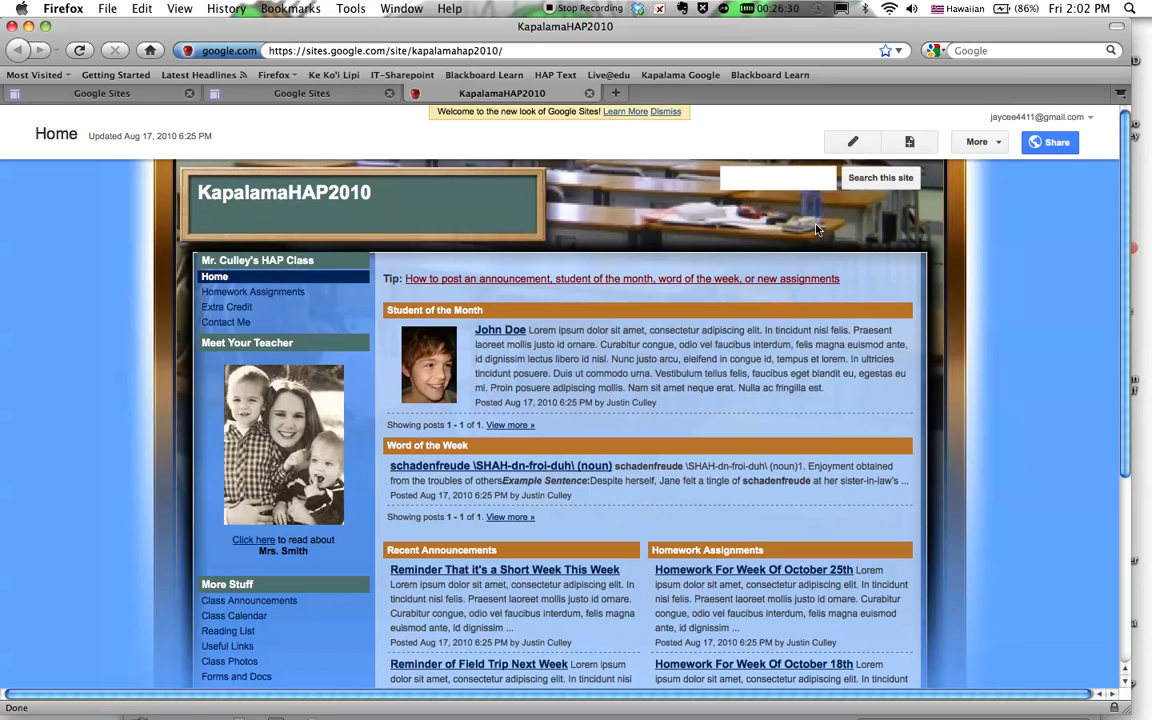 Firefox File Edit View History Bookmarks Tools Window Help Stop Recording 00:26:30 Hawaiian (86%) Fri 2:02 PM
KapalamaHAP2010
google.com https://sites.google.com/site/kapalamahap2010/ Google
Most Visited Getting Started Latest Headlines Firefox Ke Ko'i Lipi IT-Sharepoint Blackboard Learn HAP Text Live@edu Kapalama Google Blackboard Learn
Google Sites Google Sites KapalamaHAP2010
Welcome to the new look of Google Sites! Learn More Dismiss
jaycee4411@gmail.com
Home Updated Aug 17, 2010 6:25 PM
More Share
KapalamaHAP2010
Search this site
Mr. Culley's HAP Class
Home
Homework Assignments
Extra Credit
Contact Me
Meet Your Teacher
Click here to read about
Mrs. Smith
More Stuff
Class Announcements
Class Calendar
Reading List
Useful Links
Class Photos
Forms and Docs
Tip: How to post an announcement, student of the month, word of the week, or new assignments
Student of the Month
John Doe Lorem ipsum dolor sit amet, consectetur adipiscing elit. In tincidunt nisl felis. Praesent
laoreet mollis justo id ornare. Curabitur congue, odio vel faucibus interdum, felis magna euismod ante,
id dignissim lectus libero id nisl. Nunc justo arcu, eleifend in congue id, tempus et lorem. In ultricies
tincidunt posuere. Duis ut commodo urna. Vestibulum tellus felis, faucibus eget blandit eu, egestas eu
mi. Proin posuere adipiscing mollis. Nam sit amet neque erat. Nulla ac fringilla est.
Posted Aug 17, 2010 6:25 PM by Justin Culley
Showing posts 1 - 1 of 1. View more »
Word of the Week
schadenfreude \SHAH-dn-froi-duh\ (noun) schadenfreude \SHAH-dn-froi-duh\ (noun)1. Enjoyment obtained
from the troubles of othersExample Sentence:Despite herself, Jane felt a tingle of schadenfreude at her sister-in-law's ...
Posted Aug 17, 2010 6:25 PM by Justin Culley
Showing posts 1 - 1 of 1. View more »
Recent Announcements
Reminder That it's a Short Week This Week
Lorem ipsum dolor sit amet, consectetur adipiscing elit. In
tincidunt nisl felis. Praesent laoreet mollis justo id ornare.
Curabitur congue, odio vel faucibus interdum, felis magna
euismod ante, id dignissim ...
Posted Aug 17, 2010 6:25 PM by Justin Culley
Reminder of Field Trip Next Week Lorem ipsum
dolor sit amet, consectetur adipiscing elit. In tincidunt nisl
Homework Assignments
Homework For Week Of October 25th Lorem
ipsum dolor sit amet, consectetur adipiscing elit. In
tincidunt nisl felis. Praesent laoreet mollis justo id ornare.
Curabitur congue, odio vel faucibus interdum, felis magna
euismod ante, id dignissim ...
Posted Aug 17, 2010 6:25 PM by Justin Culley
Homework For Week Of October 18th Lorem
ipsum dolor sit amet, consectetur adipiscing elit. In
Done